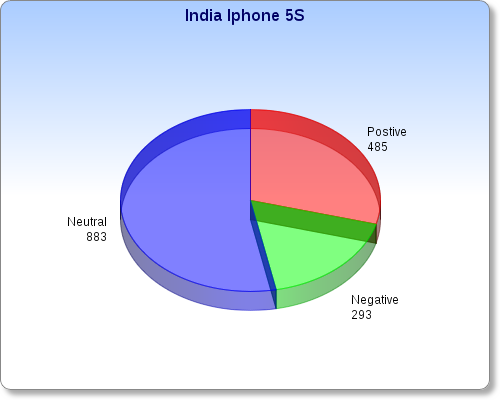 India Iphone 5S
Postive
485
Neutral
883
Negative
293